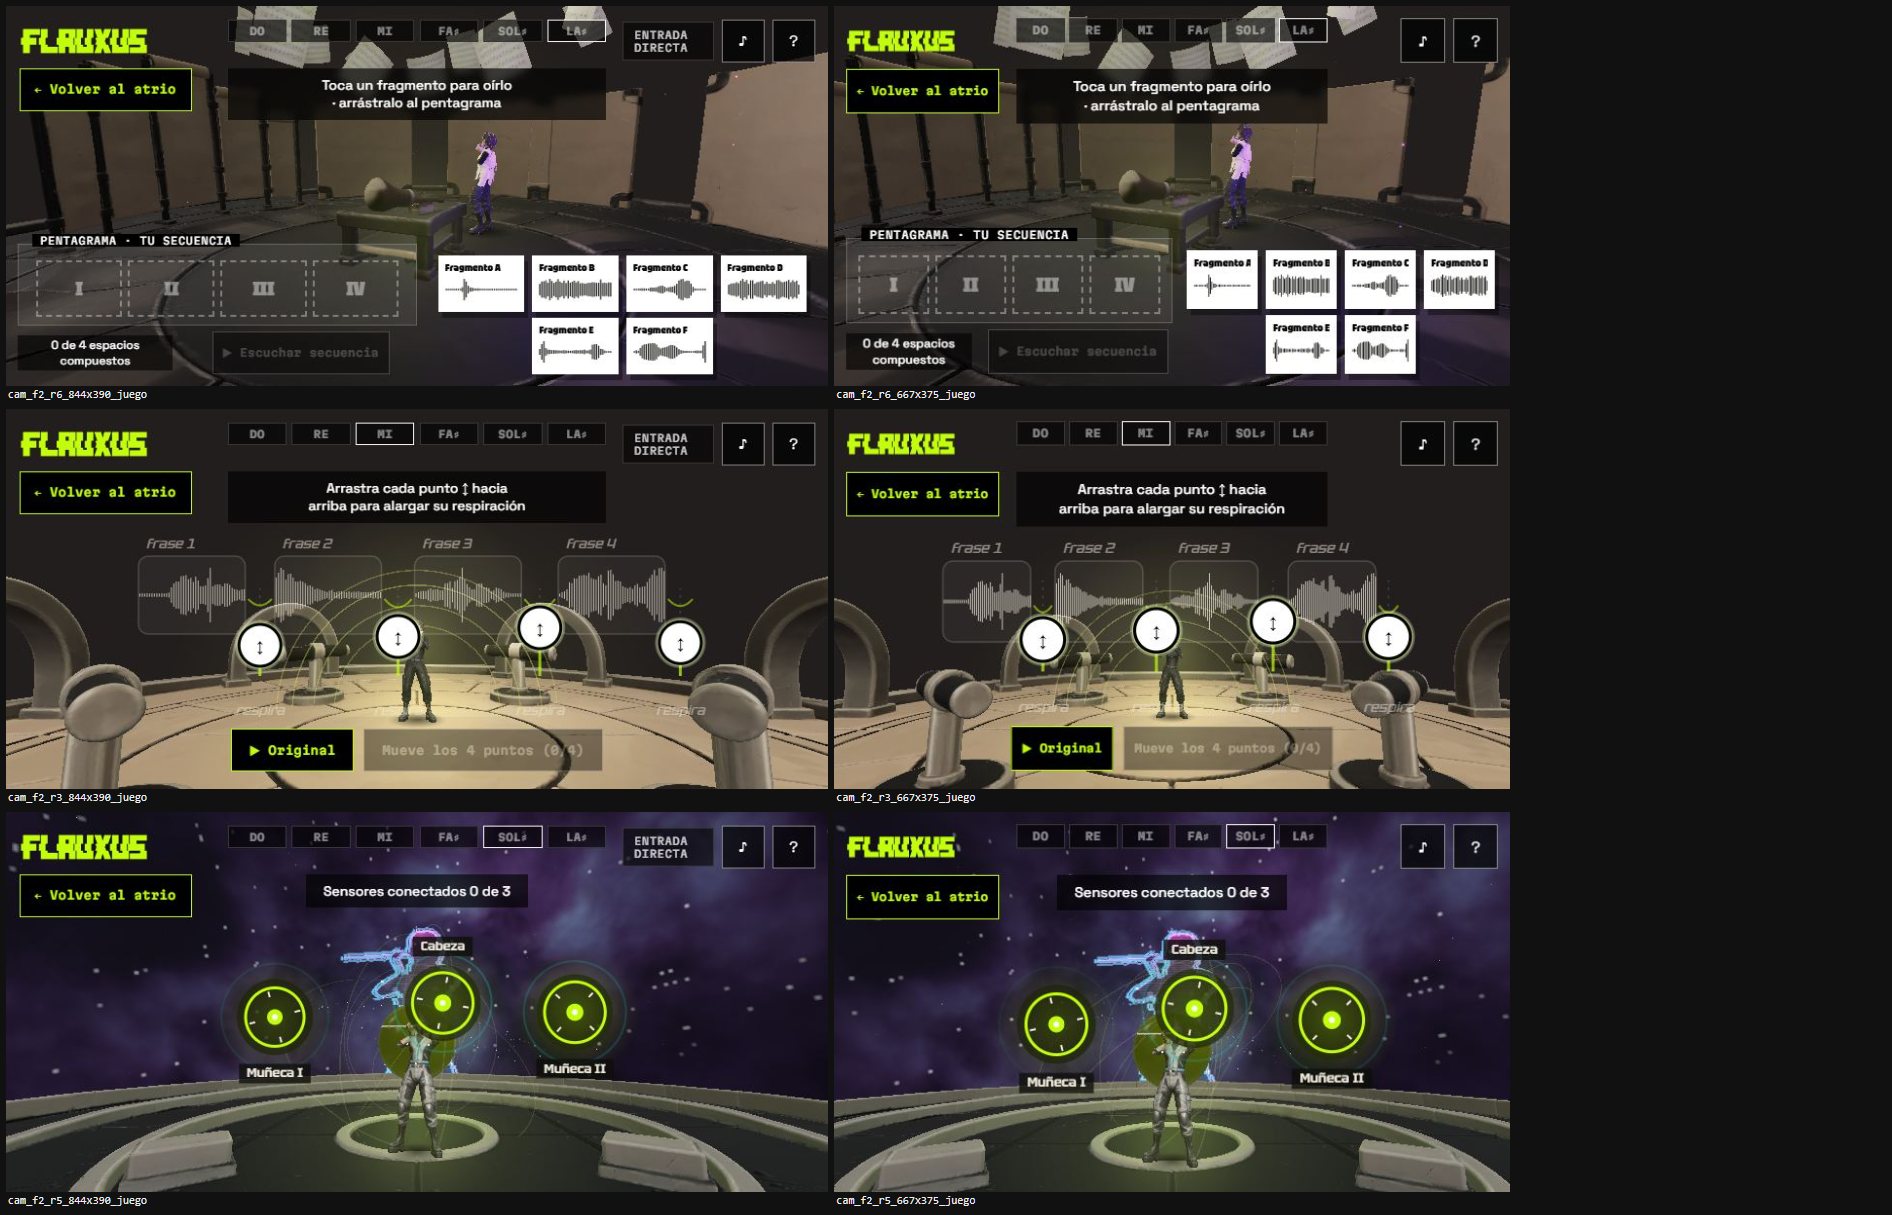 FLAUXUS
DO RE MI FA♯ SOL♯ LA♯
ENTRADA
DIRECTA
♪ ?
← Volver al atrio
Toca un fragmento para oírlo
· arrástralo al pentagrama
PENTAGRAMA · TU SECUENCIA
I II III IV
Fragmento A Fragmento B Fragmento C Fragmento D
Fragmento E Fragmento F
0 de 4 espacios
compuestos
▶ Escuchar secuencia
cam_f2_r6_844x390_juego
FLAUXUS
DO RE MI FA♯ SOL♯ LA♯
♪ ?
← Volver al atrio
Toca un fragmento para oírlo
· arrástralo al pentagrama
PENTAGRAMA · TU SECUENCIA
I II III IV
Fragmento A Fragmento B Fragmento C Fragmento D
Fragmento E Fragmento F
0 de 4 espacios
compuestos
▶ Escuchar secuencia
cam_f2_r6_667x375_juego
FLAUXUS
DO RE MI FA♯ SOL♯ LA♯
ENTRADA
DIRECTA
♪ ?
← Volver al atrio
Arrastra cada punto ↕ hacia
arriba para alargar su respiración
frase 1 frase 2 frase 3 frase 4
respira respira respira respira
▶ Original
Mueve los 4 puntos (0/4)
cam_f2_r3_844x390_juego
FLAUXUS
DO RE MI FA♯ SOL♯ LA♯
♪ ?
← Volver al atrio
Arrastra cada punto ↕ hacia
arriba para alargar su respiración
frase 1 frase 2 frase 3 frase 4
respira respira respira respira
▶ Original
Mueve los 4 puntos (0/4)
cam_f2_r3_667x375_juego
FLAUXUS
DO RE MI FA♯ SOL♯ LA♯
ENTRADA
DIRECTA
♪ ?
← Volver al atrio
Sensores conectados 0 de 3
Cabeza
Muñeca I
Muñeca II
cam_f2_r5_844x390_juego
FLAUXUS
DO RE MI FA♯ SOL♯ LA♯
♪ ?
← Volver al atrio
Sensores conectados 0 de 3
Cabeza
Muñeca I
Muñeca II
cam_f2_r5_667x375_juego